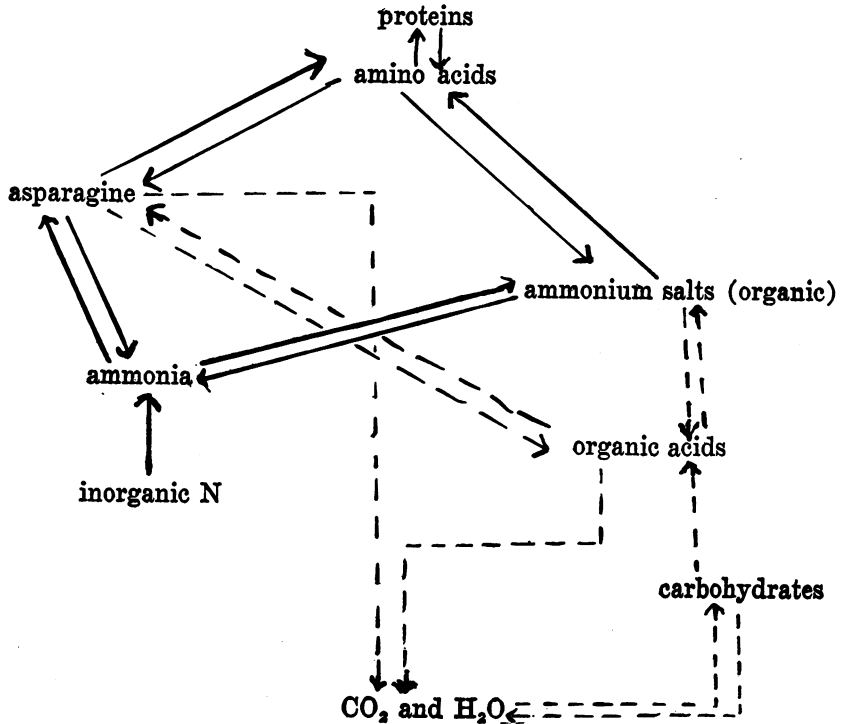 proteins
amino acids
asparagine
ammonium salts (organic)
ammonia
organic acids
inorganic N
carbohydrates
CO₂ and H₂O